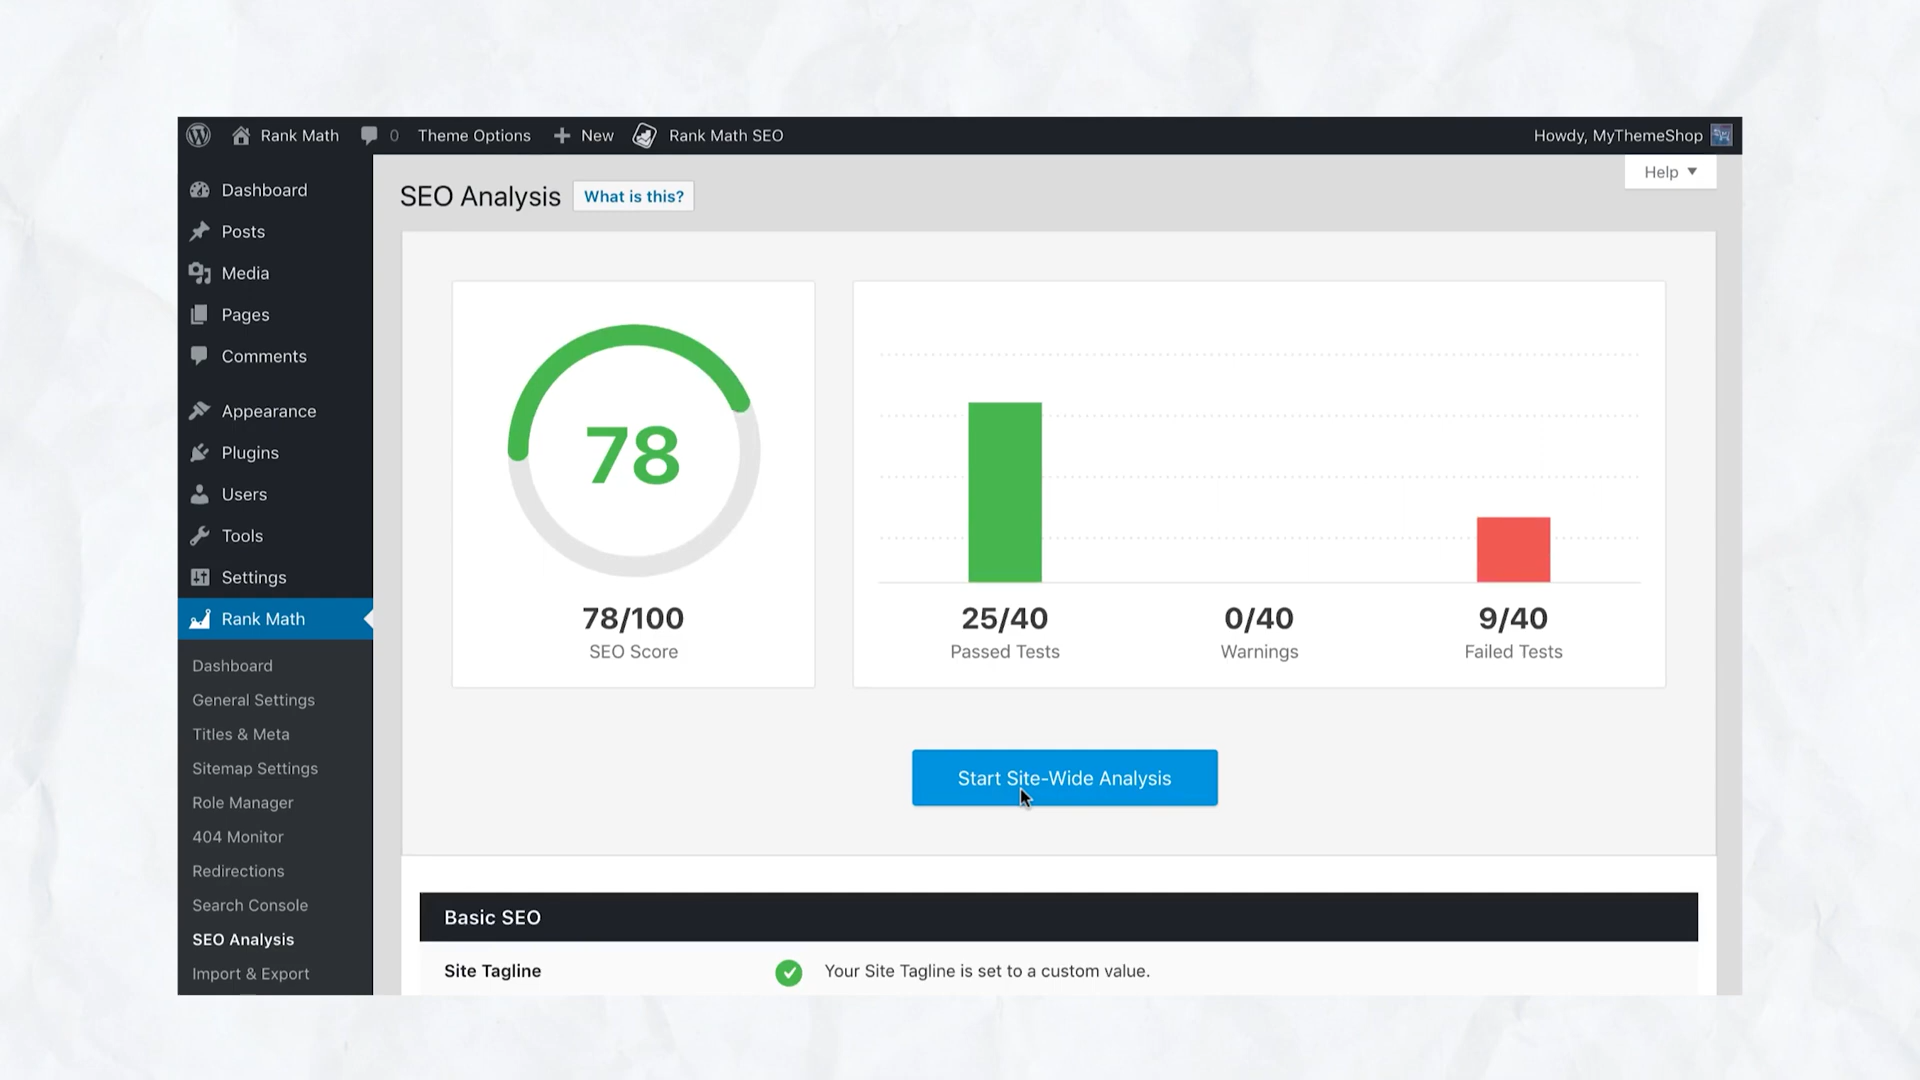 Rank Math 0 Theme Options New Rank Math SEO Howdy, MyThemeShop
Help
SEO Analysis What is this?
Dashboard
Posts
Media
Pages
Comments
Appearance
Plugins
Users
Tools
Settings
Rank Math
Dashboard
General Settings
Titles & Meta
Sitemap Settings
Role Manager
404 Monitor
Redirections
Search Console
SEO Analysis
Import & Export
78
78/100
SEO Score
25/40
Passed Tests
0/40
Warnings
9/40
Failed Tests
Start Site-Wide Analysis
Basic SEO
Site Tagline Your Site Tagline is set to a custom value.